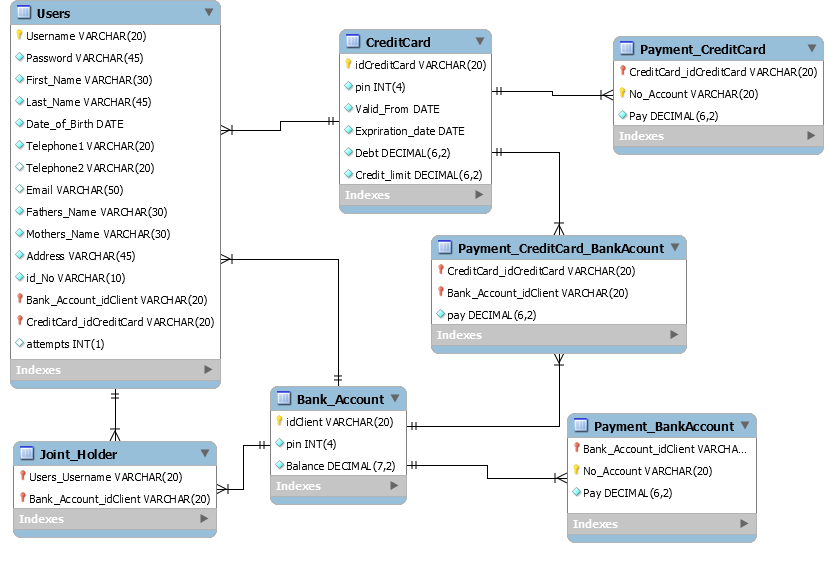 Users
Username VARCHAR(20)
Password VARCHAR(45)
First_Name VARCHAR(30)
Last_Name VARCHAR(45)
Date_of_Birth DATE
Telephone1 VARCHAR(20)
Telephone2 VARCHAR(20)
Email VARCHAR(50)
Fathers_Name VARCHAR(30)
Mothers_Name VARCHAR(30)
Address VARCHAR(45)
id_No VARCHAR(10)
Bank_Account_idClient VARCHAR(20)
CreditCard_idCreditCard VARCHAR(20)
attempts INT(1)
Indexes
CreditCard
idCreditCard VARCHAR(20)
pin INT(4)
Valid_From DATE
Expiration_date DATE
Debt DECIMAL(6,2)
Credit_limit DECIMAL(6,2)
Indexes
Payment_CreditCard
CreditCard_idCreditCard VARCHAR(20)
No_Account VARCHAR(20)
Pay DECIMAL(6,2)
Indexes
Payment_CreditCard_BankAcount
CreditCard_idCreditCard VARCHAR(20)
Bank_Account_idClient VARCHAR(20)
pay DECIMAL(6,2)
Indexes
Joint_Holder
Users_Username VARCHAR(20)
Bank_Account_idClient VARCHAR(20)
Indexes
Bank_Account
idClient VARCHAR(20)
pin INT(4)
Balance DECIMAL(7,2)
Indexes
Payment_BankAccount
Bank_Account_idClient VARCHA...
No_Account VARCHAR(20)
Pay DECIMAL(6,2)
Indexes